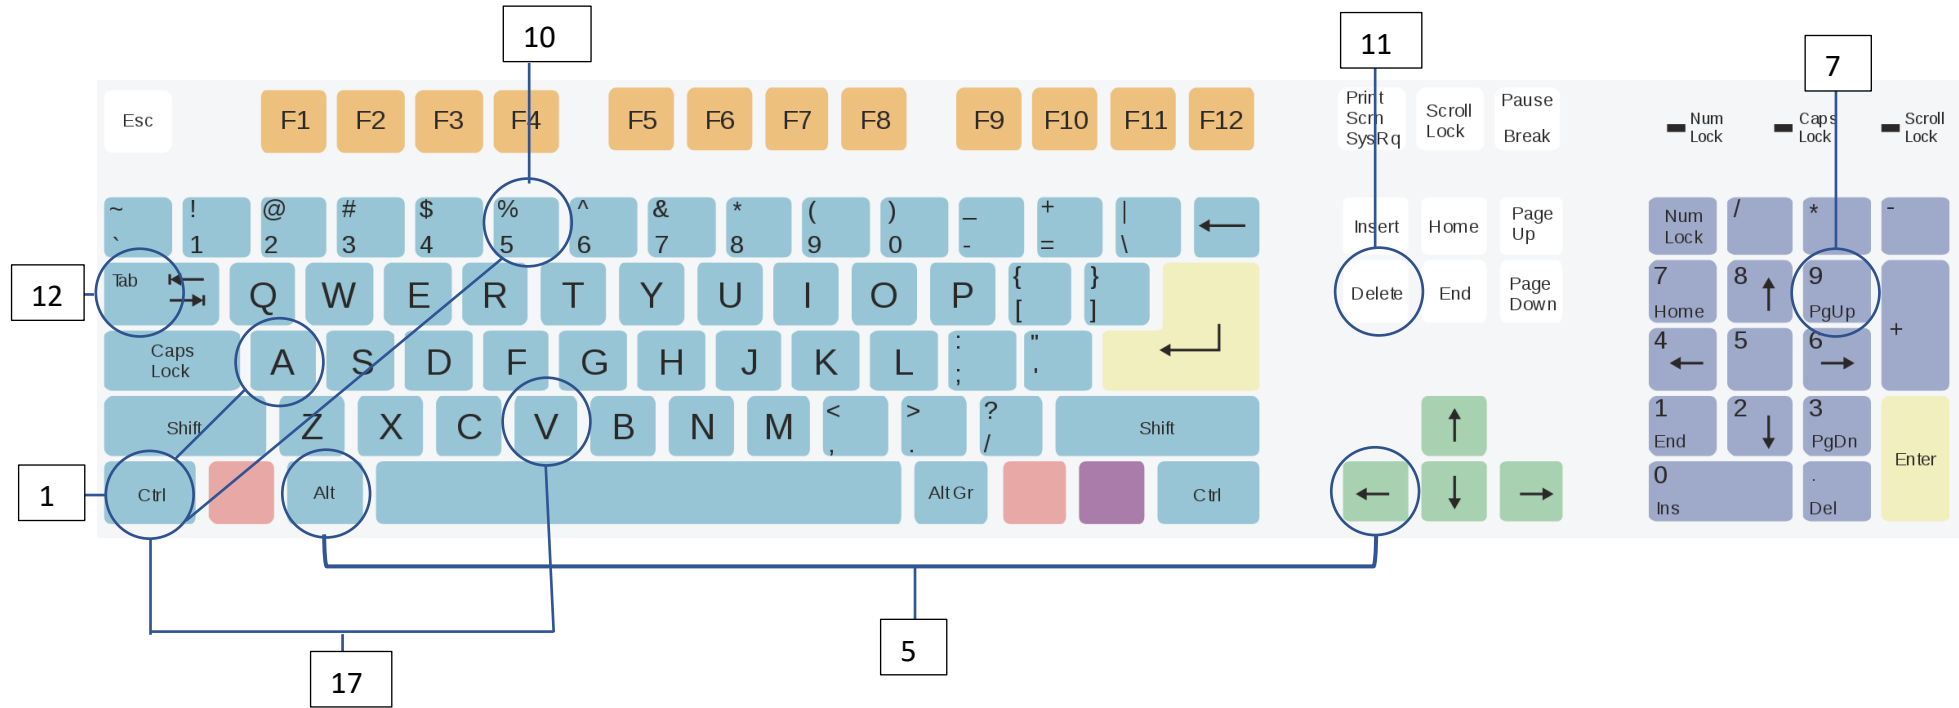 10
11
7
Esc
F1 F2 F3 F4 F5 F6 F7 F8 F9 F10 F11 F12
Print
Scrn
SysRq
Scroll
Lock
Pause
Break
Num
Lock
Caps
Lock
Scroll
Lock
~ ! @ # $ % ^ & * ( ) _ + |
` 1 2 3 4 5 6 7 8 9 0 - = \ ←
Insert Home Page
Up
Num
Lock
/ * -
12
Tab Q W E R T Y U I O P { }
[ ]
Delete End Page
Down
7
Home
8 ↑
9
PgUp
+
Caps
Lock
A S D F G H J K L : "
; '
4 ←
5
6 →
Shift Z X C V B N M < > ?
, . /
Shift
↑
1
End
2 ↓
3
PgDn
Enter
1
Ctrl Alt Alt Gr Ctrl
← ↓ →
0
Ins
.
Del
5
17